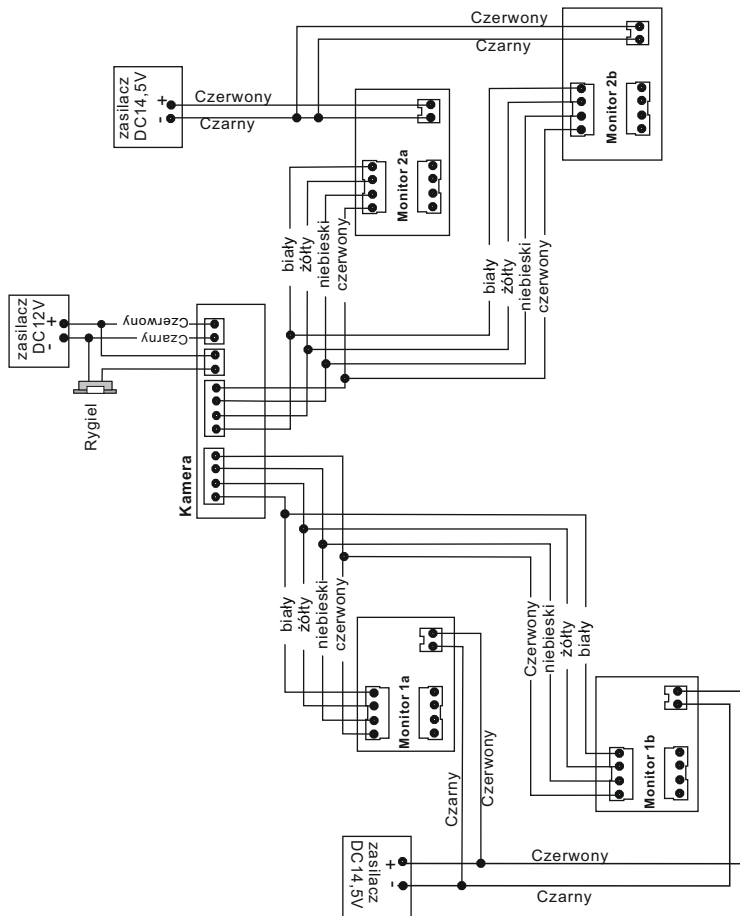 Czerwony
Czarny
zasilacz
DC14,5V
+
-
Czerwony
Czarny
Monitor 2b
Monitor 2a
biały
żółty
niebieski
czerwony
biały
żółty
niebieski
czerwony
zasilacz
DC12V
+
-
Czerwony
Czarny
Rygiel
Kamera
biały
żółty
niebieski
czerwony
Czerwony
niebieski
żółty
biały
Monitor 1a
Monitor 1b
Czarny
Czerwony
zasilacz
DC14,5V
+
-
Czerwony
Czarny